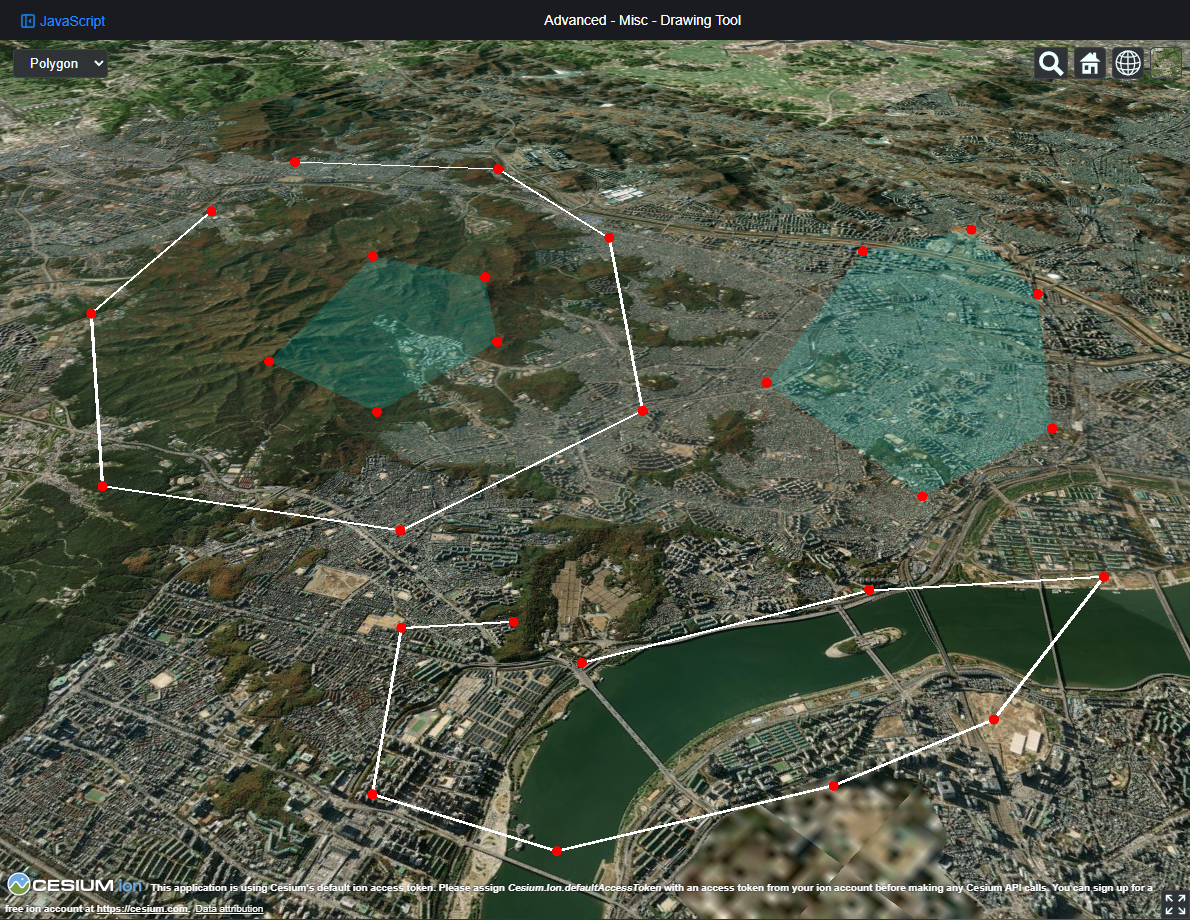 JavaScript
Advanced - Misc - Drawing Tool
Polygon
CESIUM ion This application is using Cesium's default ion access token. Please assign Cesium.Ion.defaultAccessToken with an access token from your ion account before making any Cesium API calls. You can sign up for a
free ion account at https://cesium.com. Data attribution